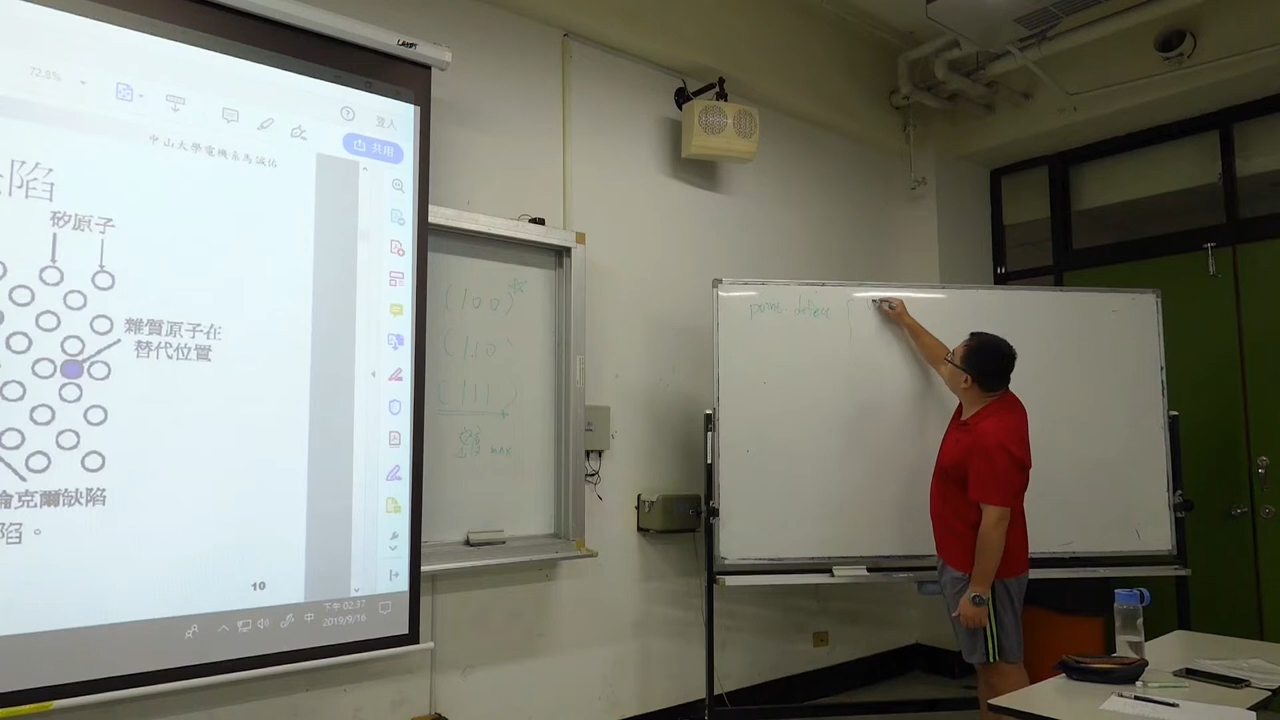 72.8%
登入
共用
中山大學電機系馬誠佑
陷
矽原子
雜質原子在
替代位置
克爾缺陷
陷。
10
中
下午 02:37
2019/9/16
(100)
(110)
(111)
max
point defect